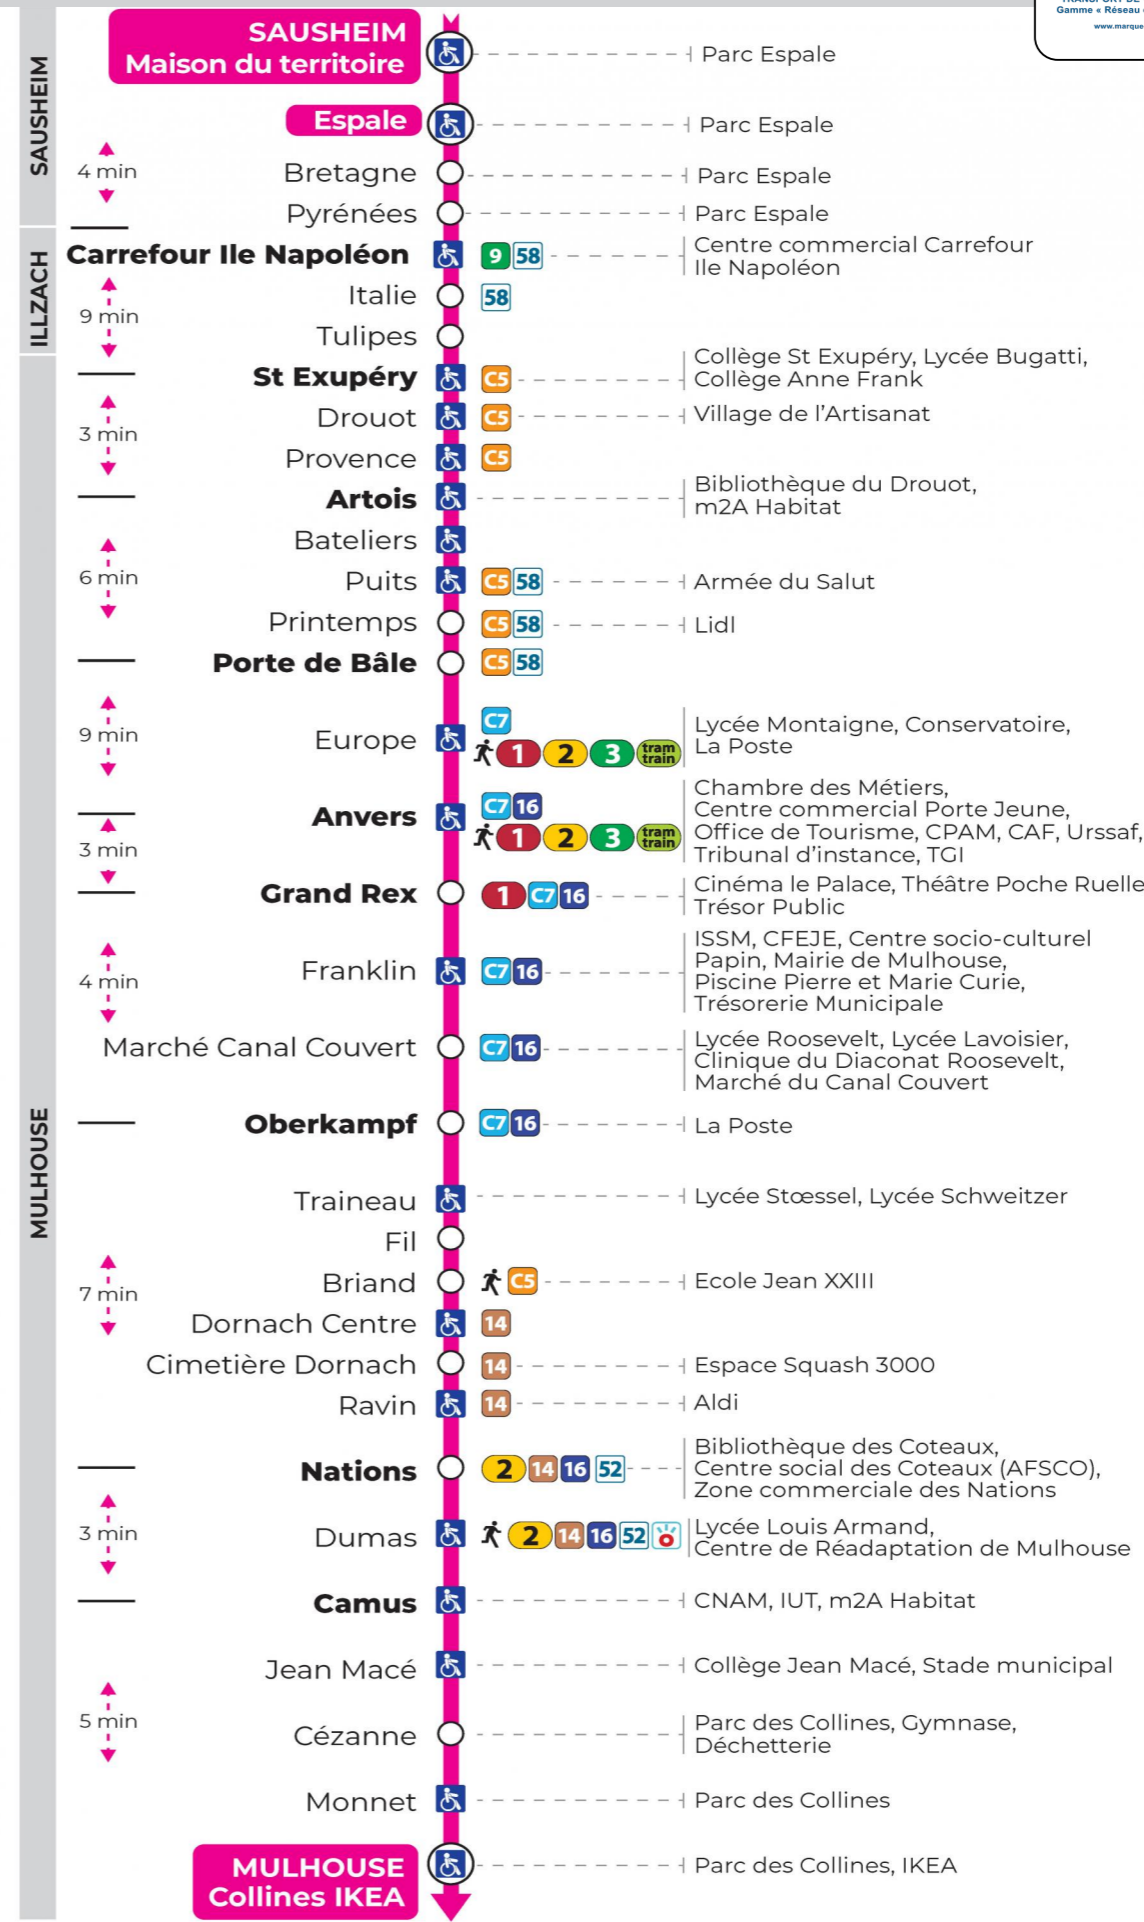 TRANSPORT DE
Gamme « Réseau
www.marque
SAUSHEIM
SAUSHEIM
Maison du territoire
Parc Espale
Espale
Parc Espale
4 min
Bretagne
Parc Espale
Pyrénées
Parc Espale
ILLZACH
Carrefour Ile Napoléon
9 58
Centre commercial Carrefour
Ile Napoléon
9 min
Italie
58
Tulipes
MULHOUSE
St Exupéry
C5
Collège St Exupéry, Lycée Bugatti,
Collège Anne Frank
3 min
Drouot
C5
Village de l’Artisanat
Provence
C5
Artois
Bibliothèque du Drouot,
m2A Habitat
6 min
Bateliers
Puits
C5 58
Armée du Salut
Printemps
C5 58
Lidl
Porte de Bâle
C5 58
9 min
Europe
C7
1 2 3 tram
train
Lycée Montaigne, Conservatoire,
La Poste
Anvers
C7 16
1 2 3 tram
train
Chambre des Métiers,
Centre commercial Porte Jeune,
Office de Tourisme, CPAM, CAF, Urssaf,
Tribunal d’instance, TGI
3 min
Grand Rex
1 C7 16
Cinéma le Palace, Théâtre Poche Ruelle
Trésor Public
4 min
Franklin
C7 16
ISSM, CFEJE, Centre socio-culturel
Papin, Mairie de Mulhouse,
Piscine Pierre et Marie Curie,
Trésorerie Municipale
Marché Canal Couvert
C7 16
Lycée Roosevelt, Lycée Lavoisier,
Clinique du Diaconat Roosevelt,
Marché du Canal Couvert
Oberkampf
C7 16
La Poste
Traineau
Lycée Stœssel, Lycée Schweitzer
Fil
7 min
Briand
C5
Ecole Jean XXIII
Dornach Centre
14
Cimetière Dornach
14
Espace Squash 3000
Ravin
14
Aldi
Nations
2 14 16 52
Bibliothèque des Coteaux,
Centre social des Coteaux (AFSCO),
Zone commerciale des Nations
3 min
Dumas
2 14 16 52
Lycée Louis Armand,
Centre de Réadaptation de Mulhouse
Camus
CNAM, IUT, m2A Habitat
5 min
Jean Macé
Collège Jean Macé, Stade municipal
Cézanne
Parc des Collines, Gymnase,
Déchetterie
Monnet
Parc des Collines
MULHOUSE
Collines IKEA
Parc des Collines, IKEA